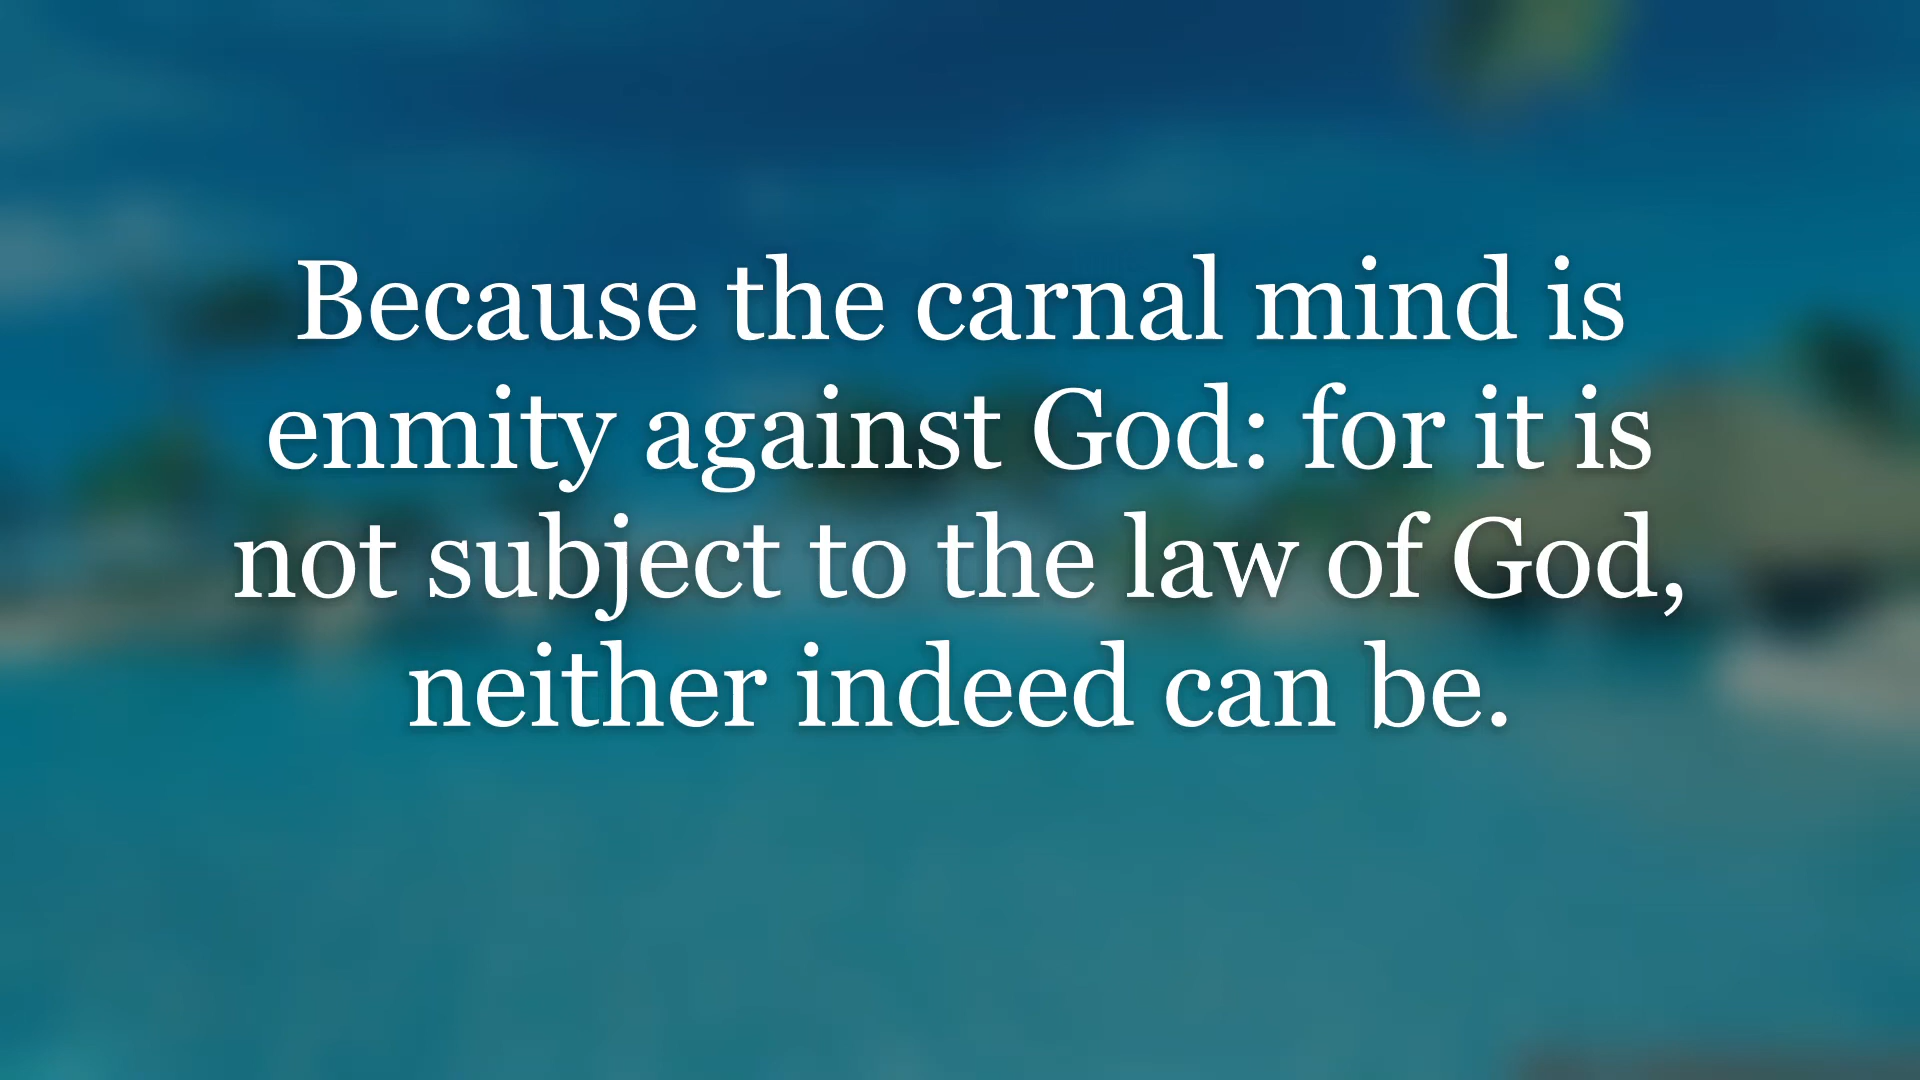 Because the carnal mind is
enmity against God: for it is
not subject to the law of God,
neither indeed can be.